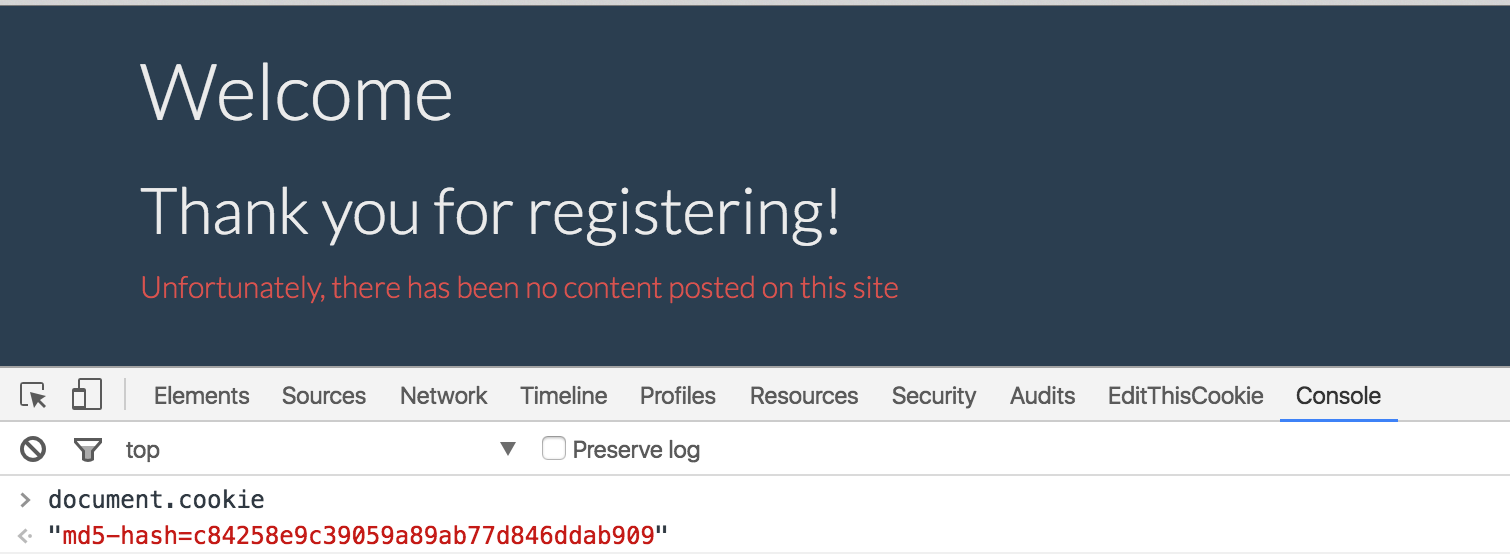 Welcome
Thank you for registering!
Unfortunately, there has been no content posted on this site
Elements Sources Network Timeline Profiles Resources Security Audits EditThisCookie Console
top Preserve log
document.cookie
"md5-hash=c84258e9c39059a89ab77d846ddab909"